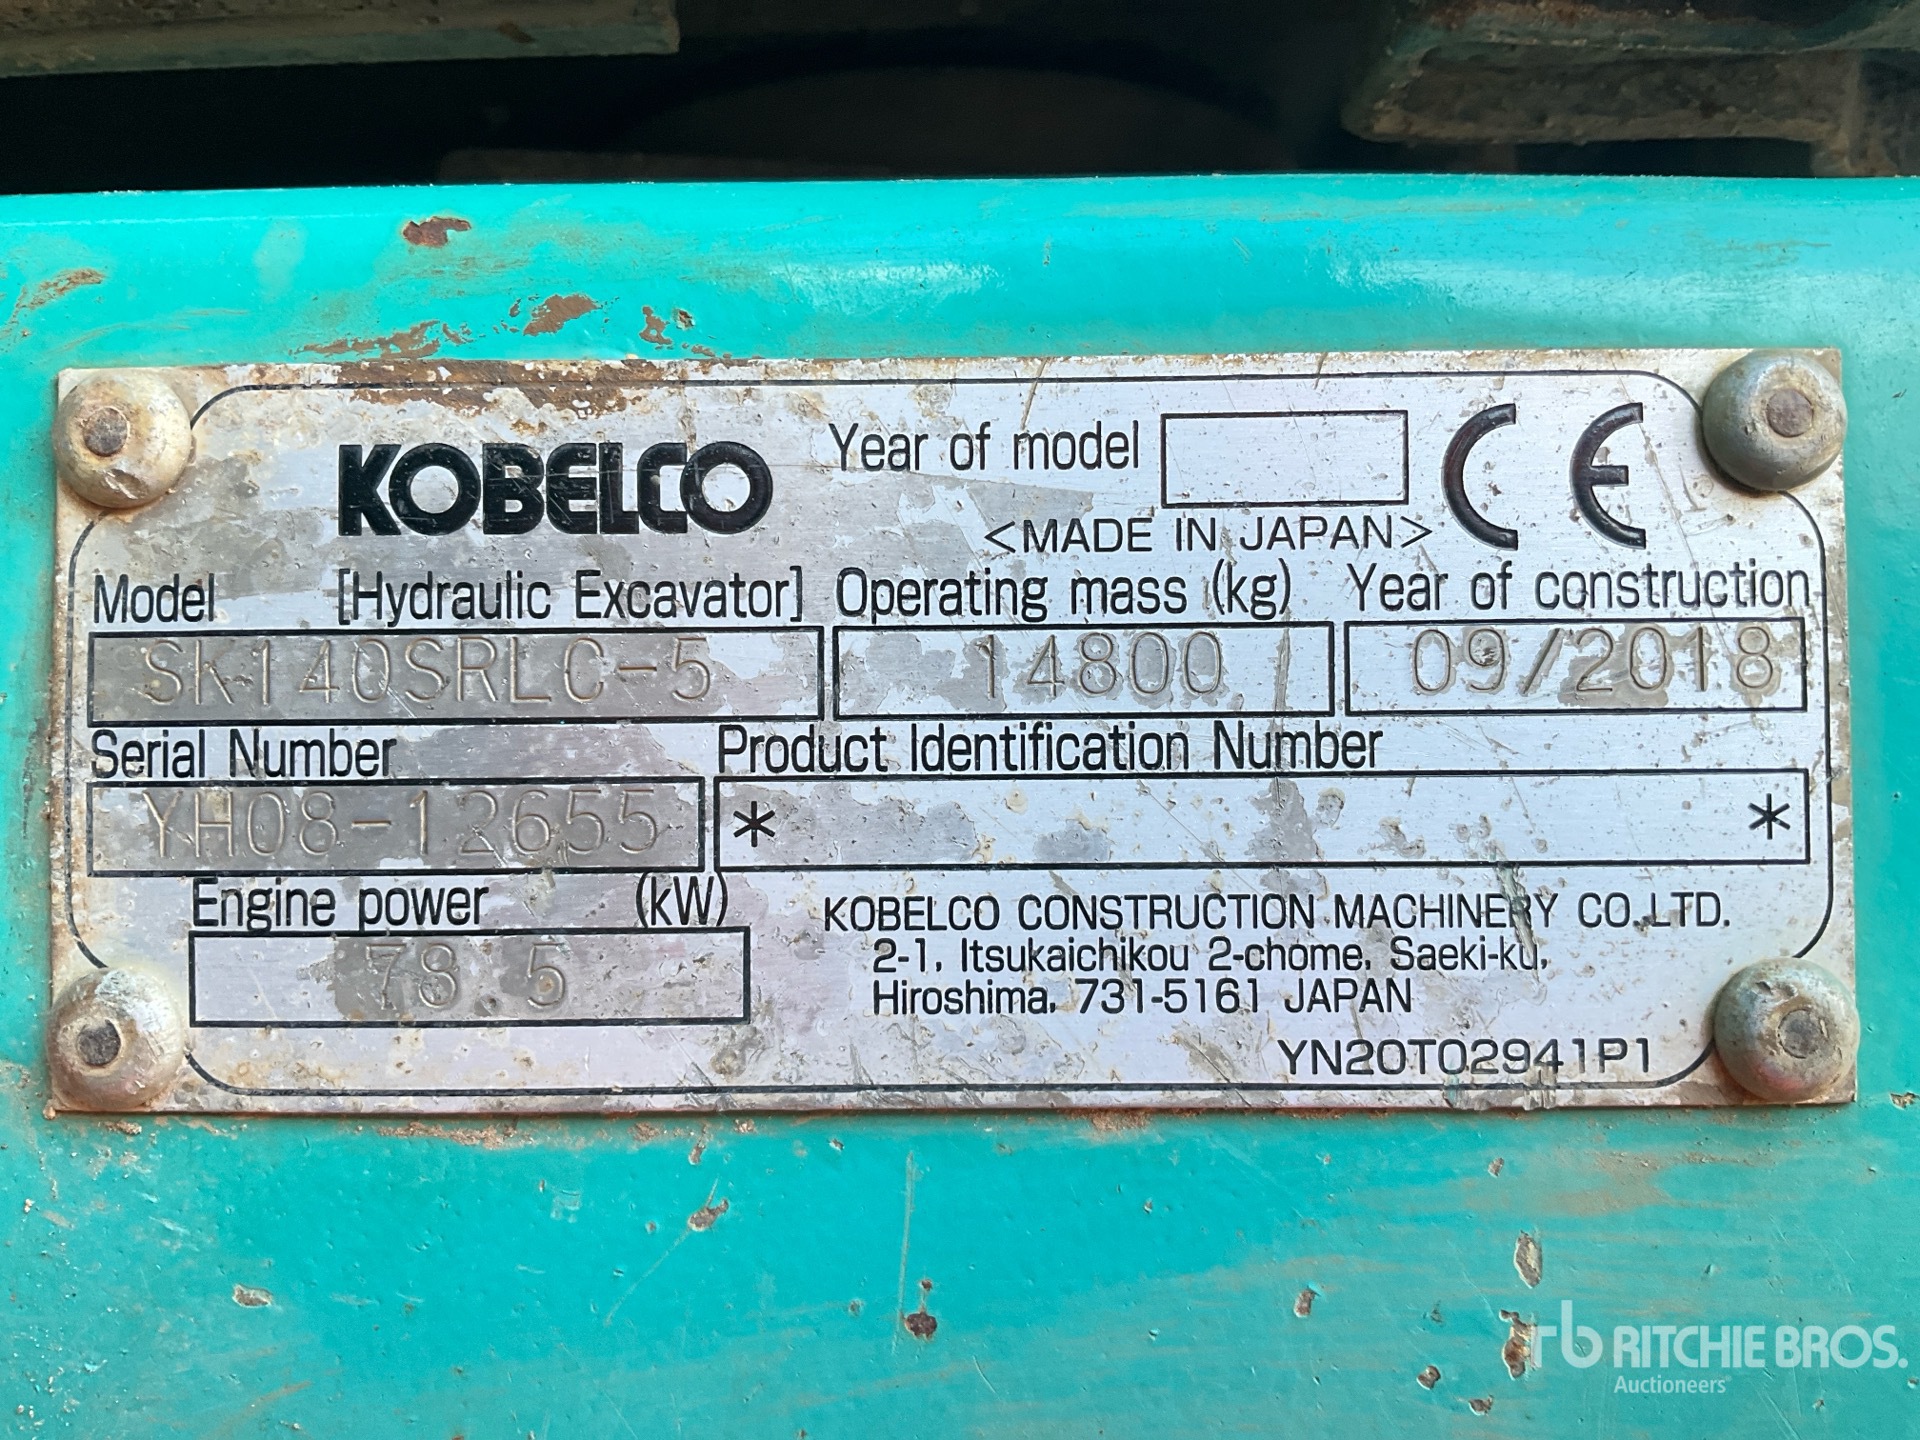 KOBELCO
Year of model
<MADE IN JAPAN>
CE
Model [Hydraulic Excavator]
SK140SRLC-5
Operating mass (kg)
14800
Year of construction
09/2018
Serial Number
YH08-12655
Product Identification Number
* *
Engine power (kW)
78.5
KOBELCO CONSTRUCTION MACHINERY CO.,LTD.
2-1, Itsukaichikou 2-chome, Saeki-ku,
Hiroshima, 731-5161 JAPAN
YN20T02941P1
rb RITCHIE BROS.
Auctioneers